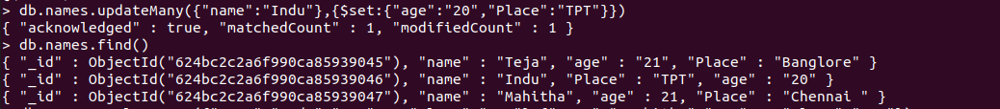 > db.names.updateMany({"name":"Indu"},{$set:{"age":"20","Place":"TPT"}})
{ "acknowledged" : true, "matchedCount" : 1, "modifiedCount" : 1 }
> db.names.find()
{ "_id" : ObjectId("624bc2c2a6f990ca85939045"), "name" : "Teja", "age" : "21", "Place" : "Banglore" }
{ "_id" : ObjectId("624bc2c2a6f990ca85939046"), "name" : "Indu", "Place" : "TPT", "age" : "20" }
{ "_id" : ObjectId("624bc2c2a6f990ca85939047"), "name" : "Mahitha", "age" : 21, "Place" : "Chennai " }